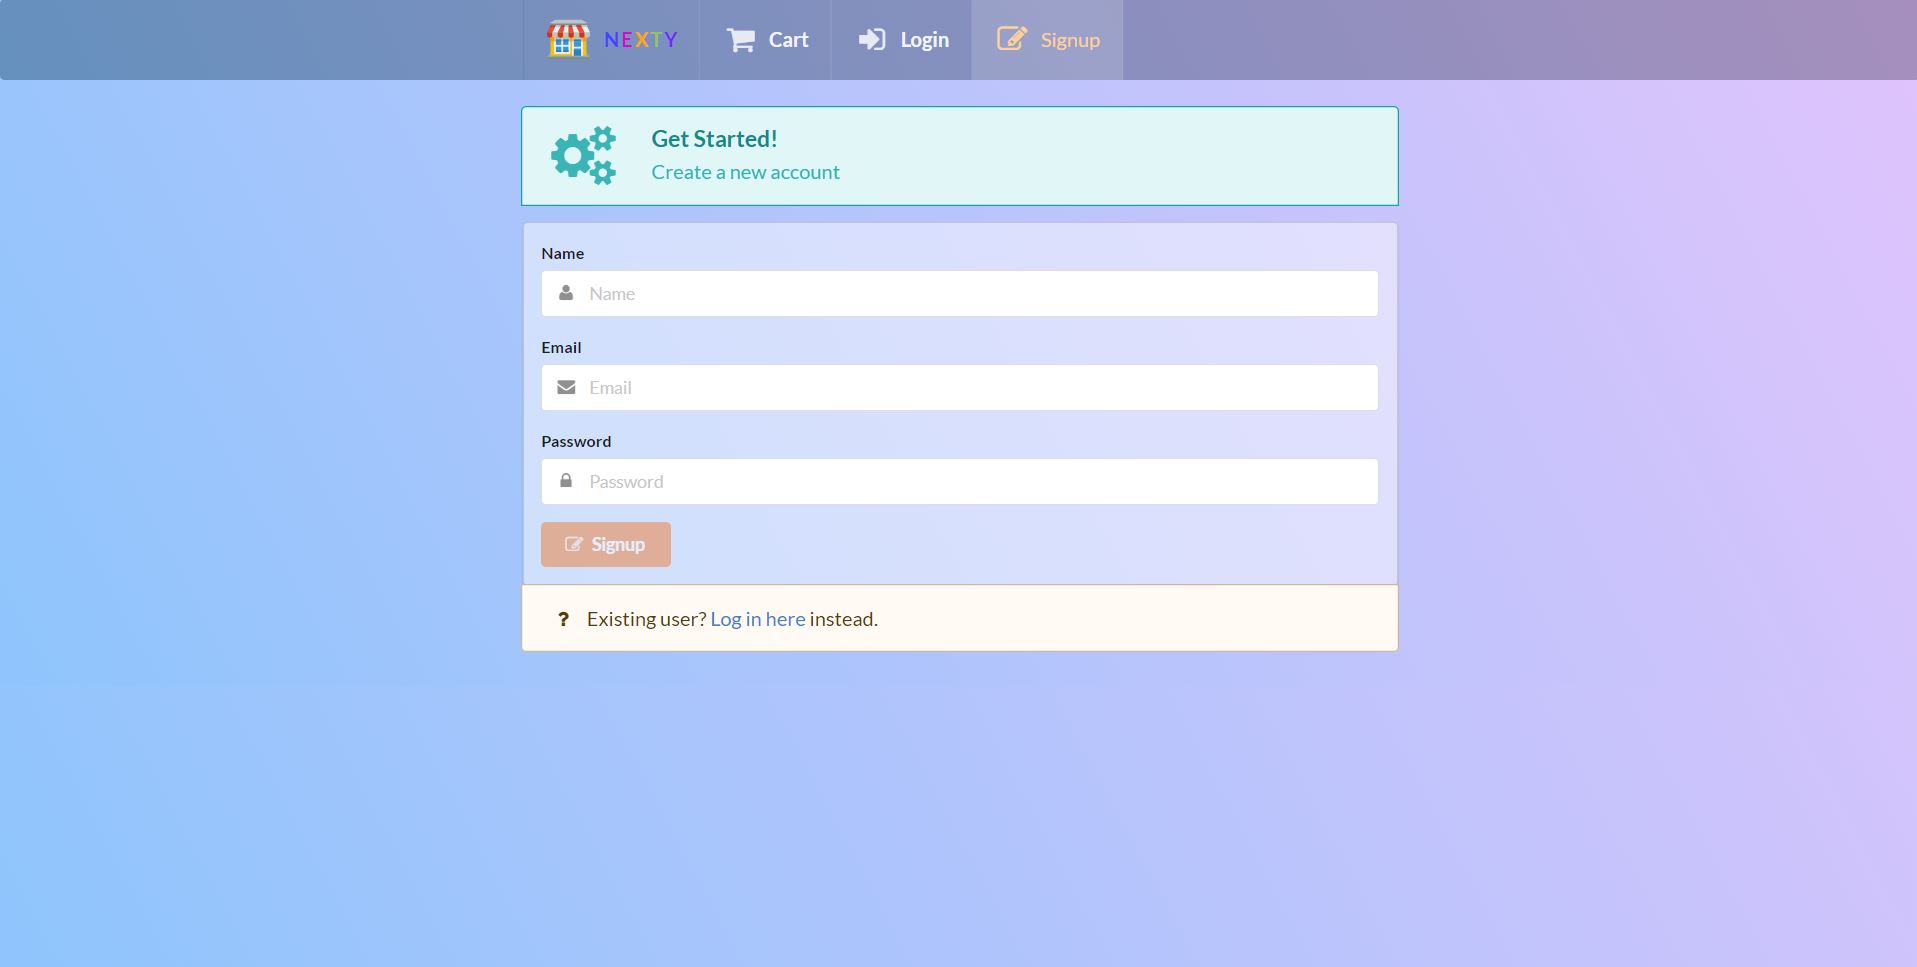 NEXTY Cart Login Signup
Get Started!
Create a new account
Name
Name
Email
Email
Password
Password
Signup
? Existing user? Log in here instead.